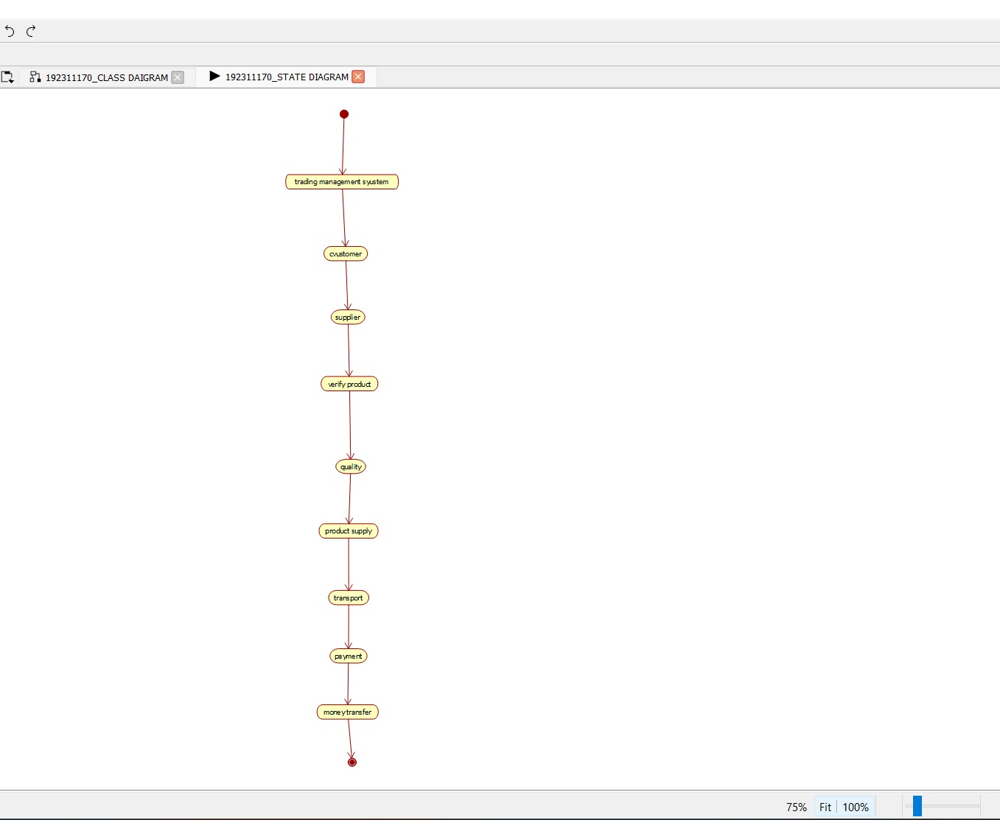 192311170_CLASS DAIGRAM
192311170_STATE DIAGRAM
trading management syustem
cvustomer
supplier
verify product
quality
product supply
transport
payment
money transfer
75% Fit 100%